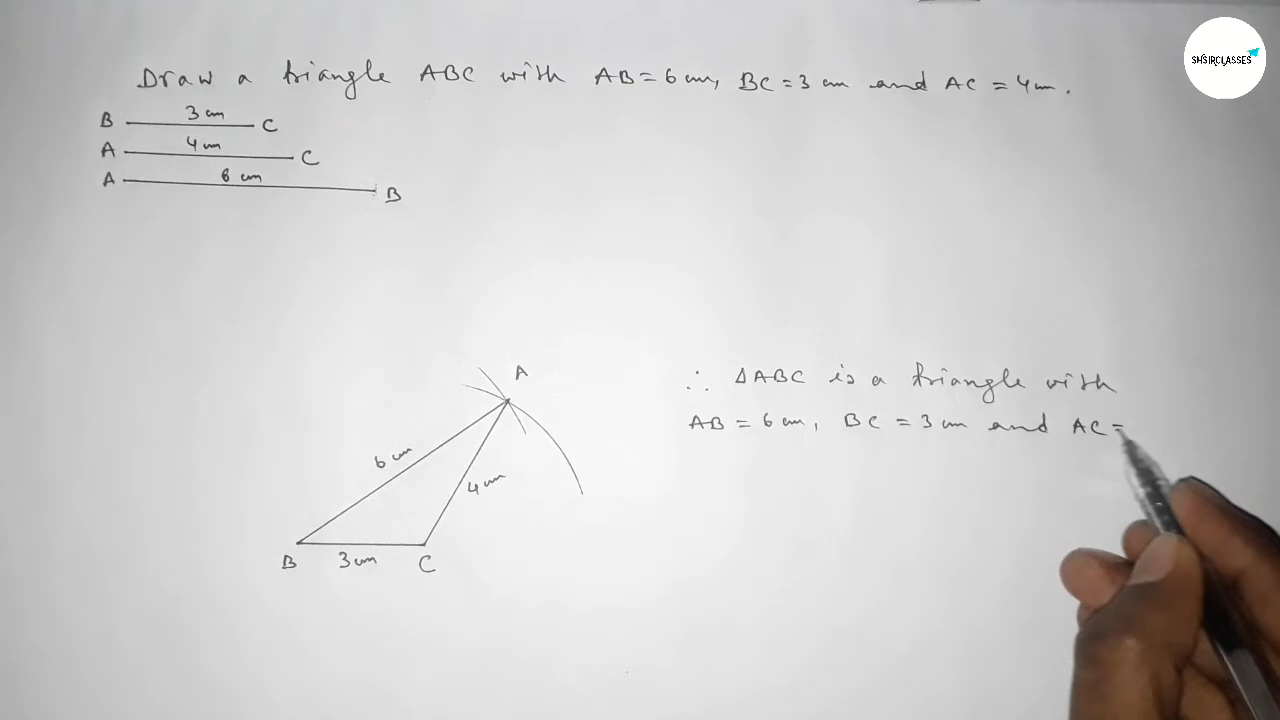 SHSIRCLASSES
Draw a triangle ABC with AB = 6 cm, BC = 3 cm and AC = 4 cm.
B 3 cm C
A 4 cm C
A 6 cm B
A
6 cm
4 cm
B 3 cm C
∴ ΔABC is a triangle with
AB = 6 cm, BC = 3 cm and AC =